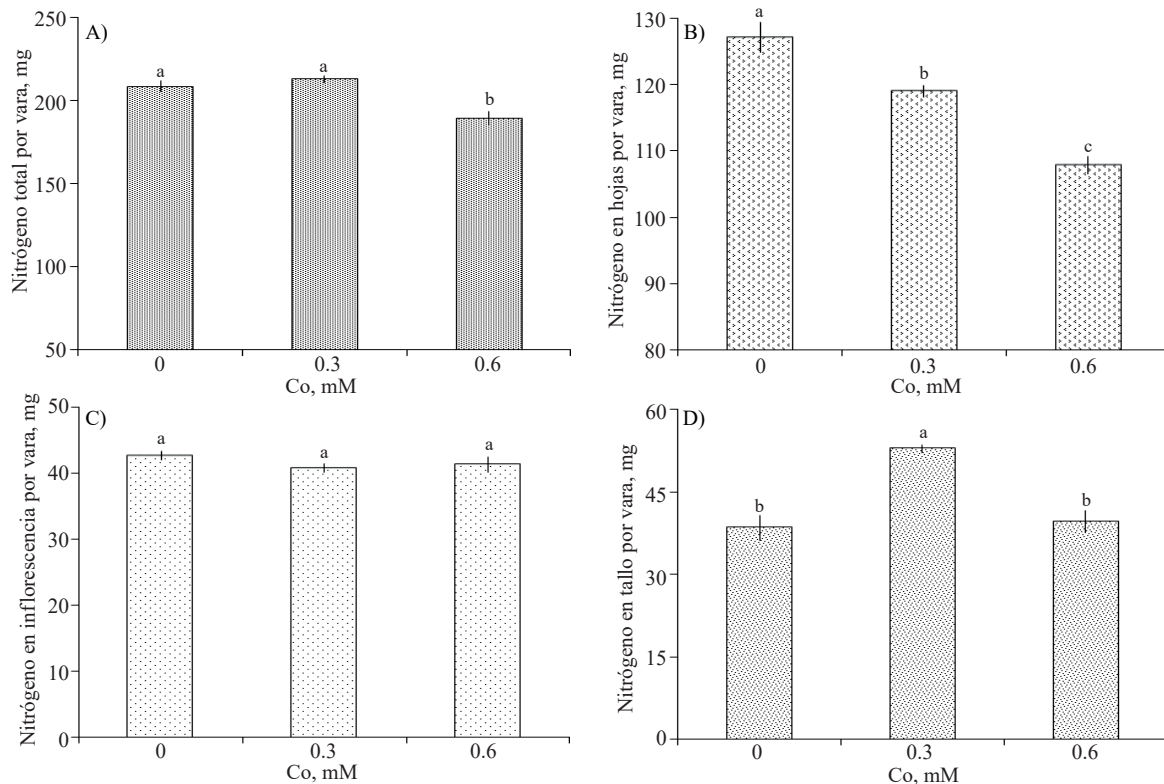 A)
Nitrógeno total por vara, mg
250
200
150
100
50
a
a
b
0
0.3
0.6
Co, mM
B)
Nitrógeno en hojas por vara, mg
130
120
110
100
90
80
a
b
c
0
0.3
0.6
Co, mM
C)
Nitrógeno en inflorescencia por vara, mg
50
40
30
20
10
0
a
a
a
0
0.3
0.6
Co, mM
D)
Nitrógeno en tallo por vara, mg
60
45
30
15
0
b
a
b
0
0.3
0.6
Co, mM